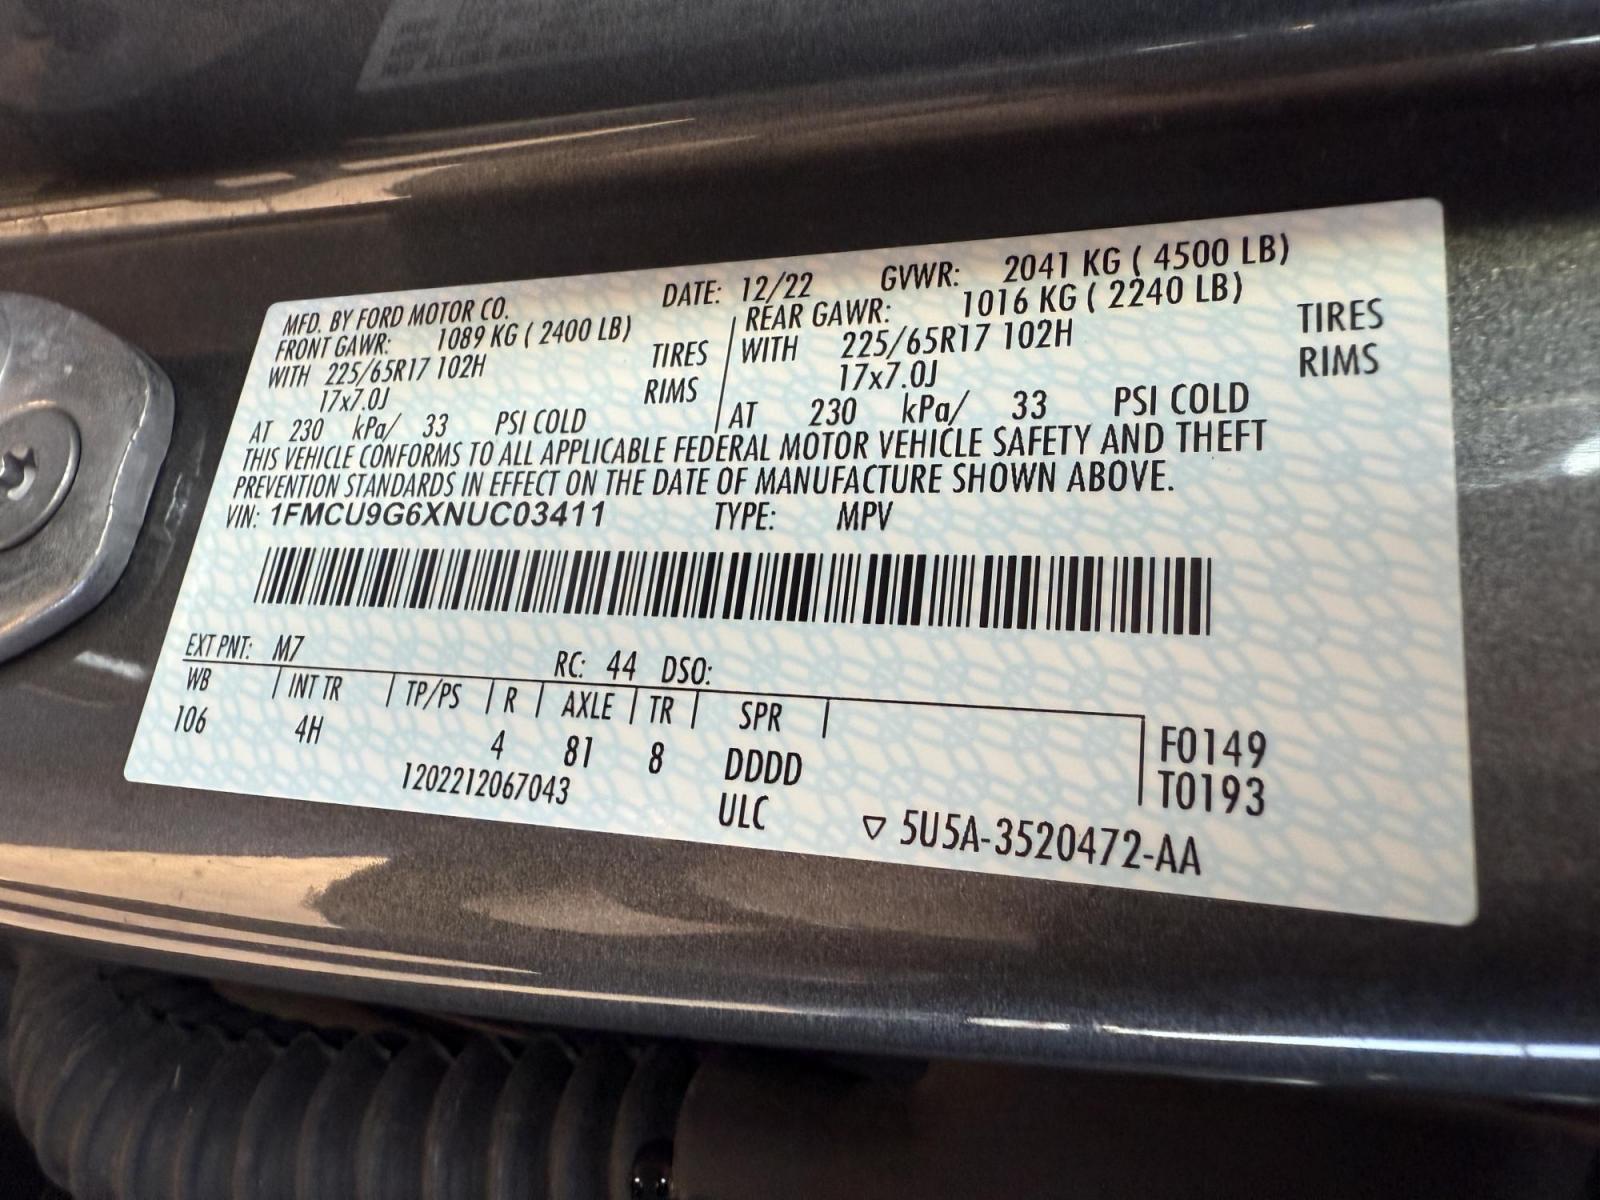 MFD. BY FORD MOTOR CO. DATE: 12/22 GVWR: 2041 KG ( 4500 LB)
FRONT GAWR: 1089 KG ( 2400 LB) REAR GAWR: 1016 KG ( 2240 LB)
WITH 225/65R17 102H TIRES WITH 225/65R17 102H TIRES
17x7.0J RIMS 17x7.0J RIMS
AT 230 kPa/ 33 PSI COLD AT 230 kPa/ 33 PSI COLD
THIS VEHICLE CONFORMS TO ALL APPLICABLE FEDERAL MOTOR VEHICLE SAFETY AND THEFT
PREVENTION STANDARDS IN EFFECT ON THE DATE OF MANUFACTURE SHOWN ABOVE.
VIN: 1FMCU9G6XNUC03411 TYPE: MPV
EXT PNT: M7 RC: 44 DSO:
WB INT TR TP/PS R AXLE TR SPR
106 4H 4 81 8 DDDD F0149
1202212067043 ULC T0193
▽ 5U5A-3520472-AA